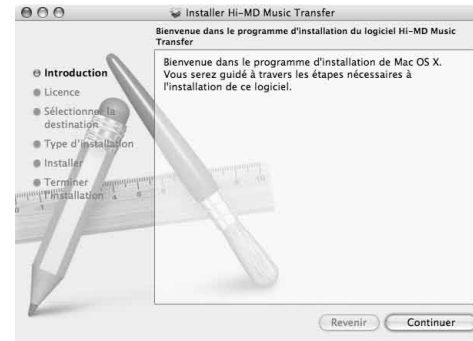 Installer Hi-MD Music Transfer
Bienvenue dans le programme d'installation du logiciel Hi-MD Music
Transfer
Introduction
Licence
Sélectionner la
destination
Type d'installation
Installer
Terminer
l'installation
Bienvenue dans le programme d'installation de Mac OS X.
Vous serez guidé à travers les étapes nécessaires à
l'installation de ce logiciel.
Revenir
Continuer